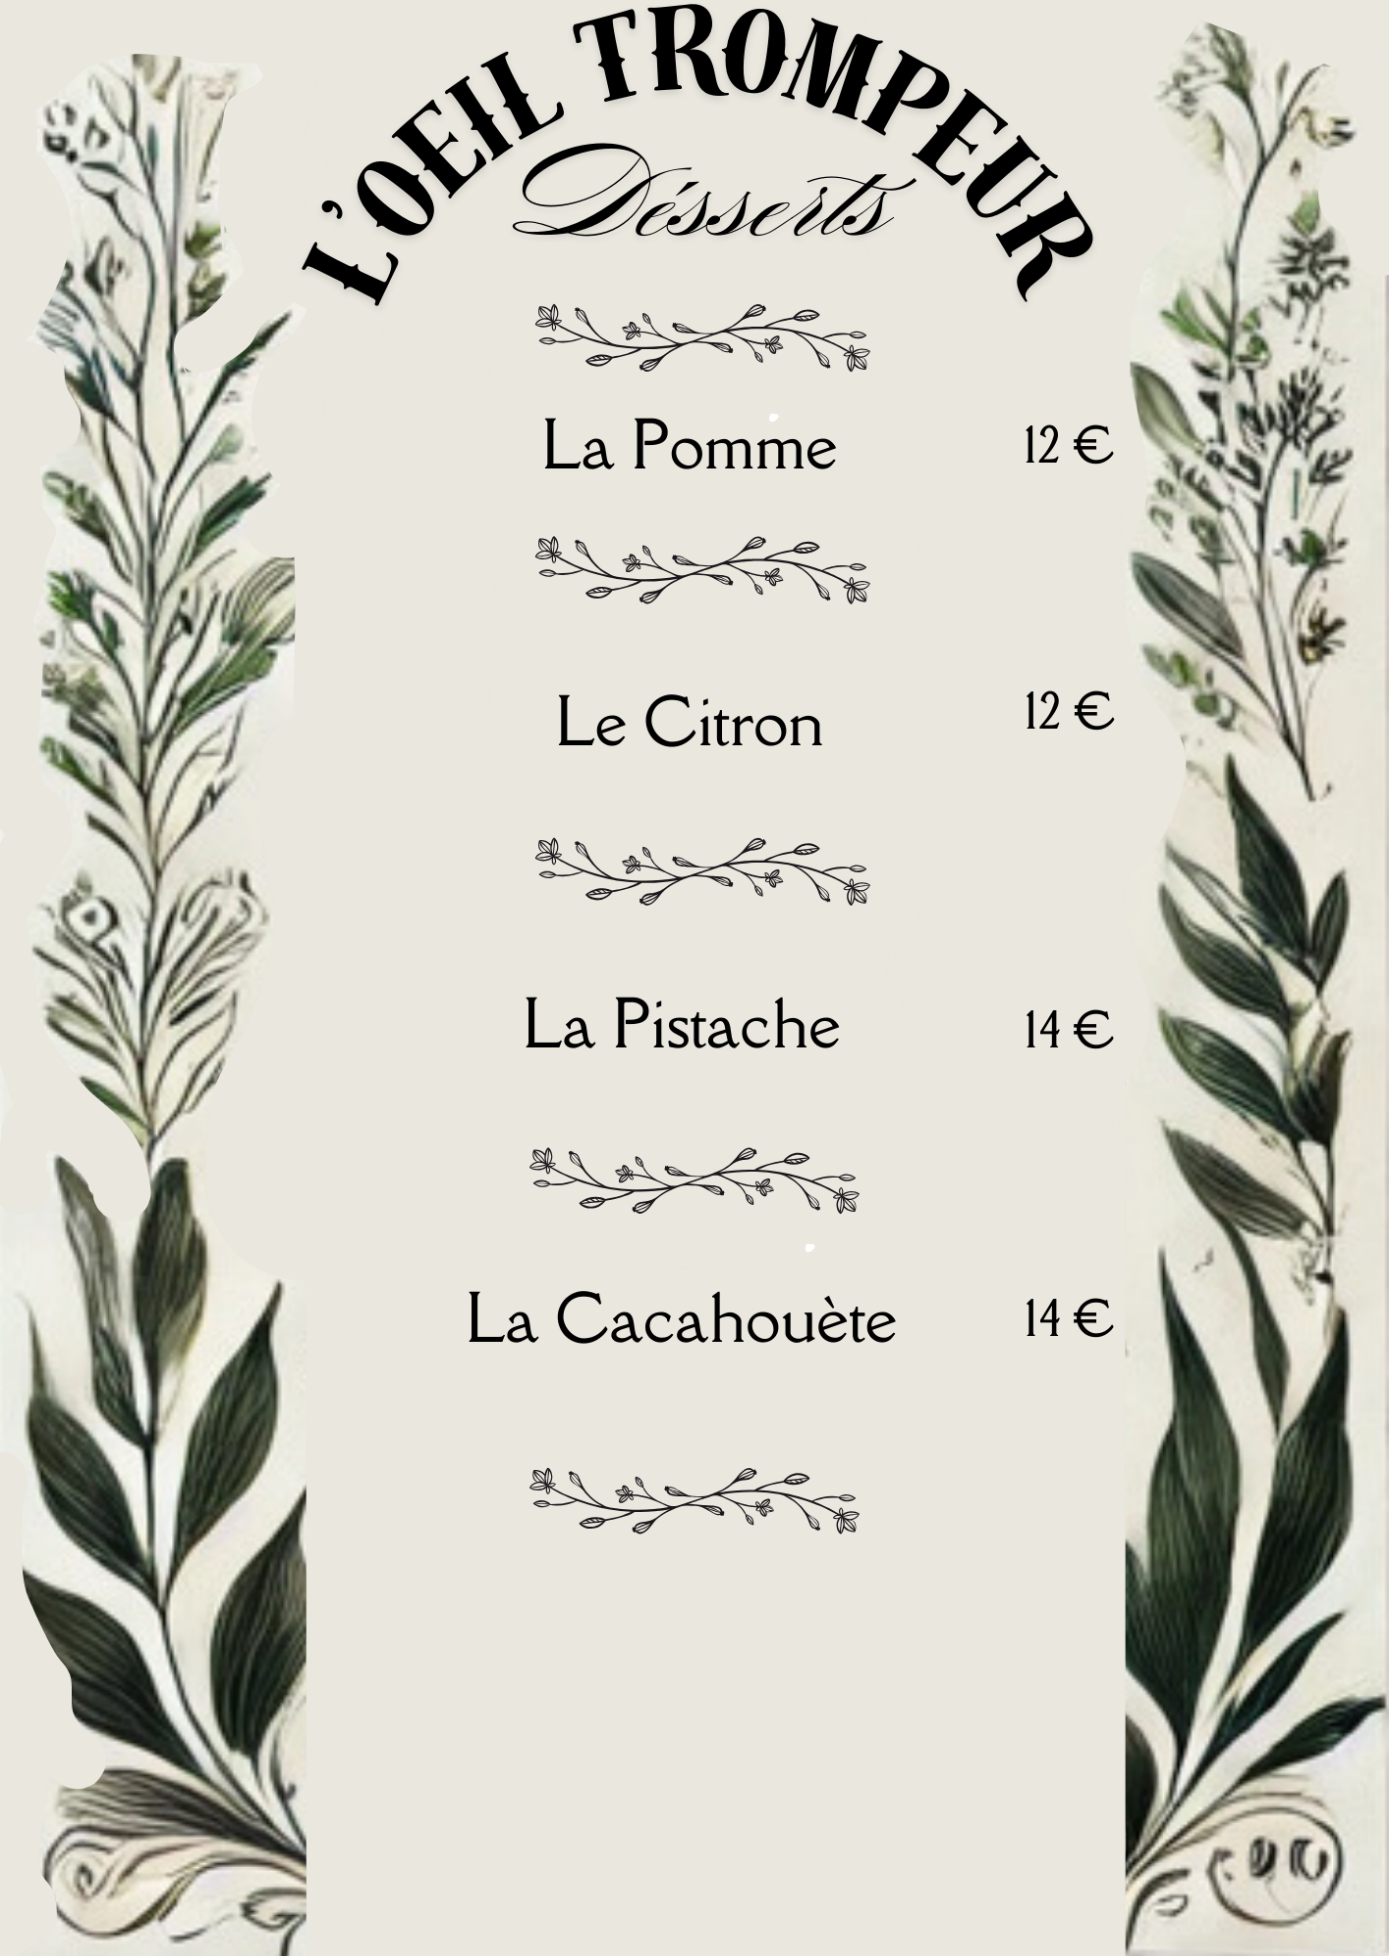 L'OEIL TROMPEUR
Désserts
La Pomme 12 €
Le Citron 12 €
La Pistache 14 €
La Cacahouète 14 €